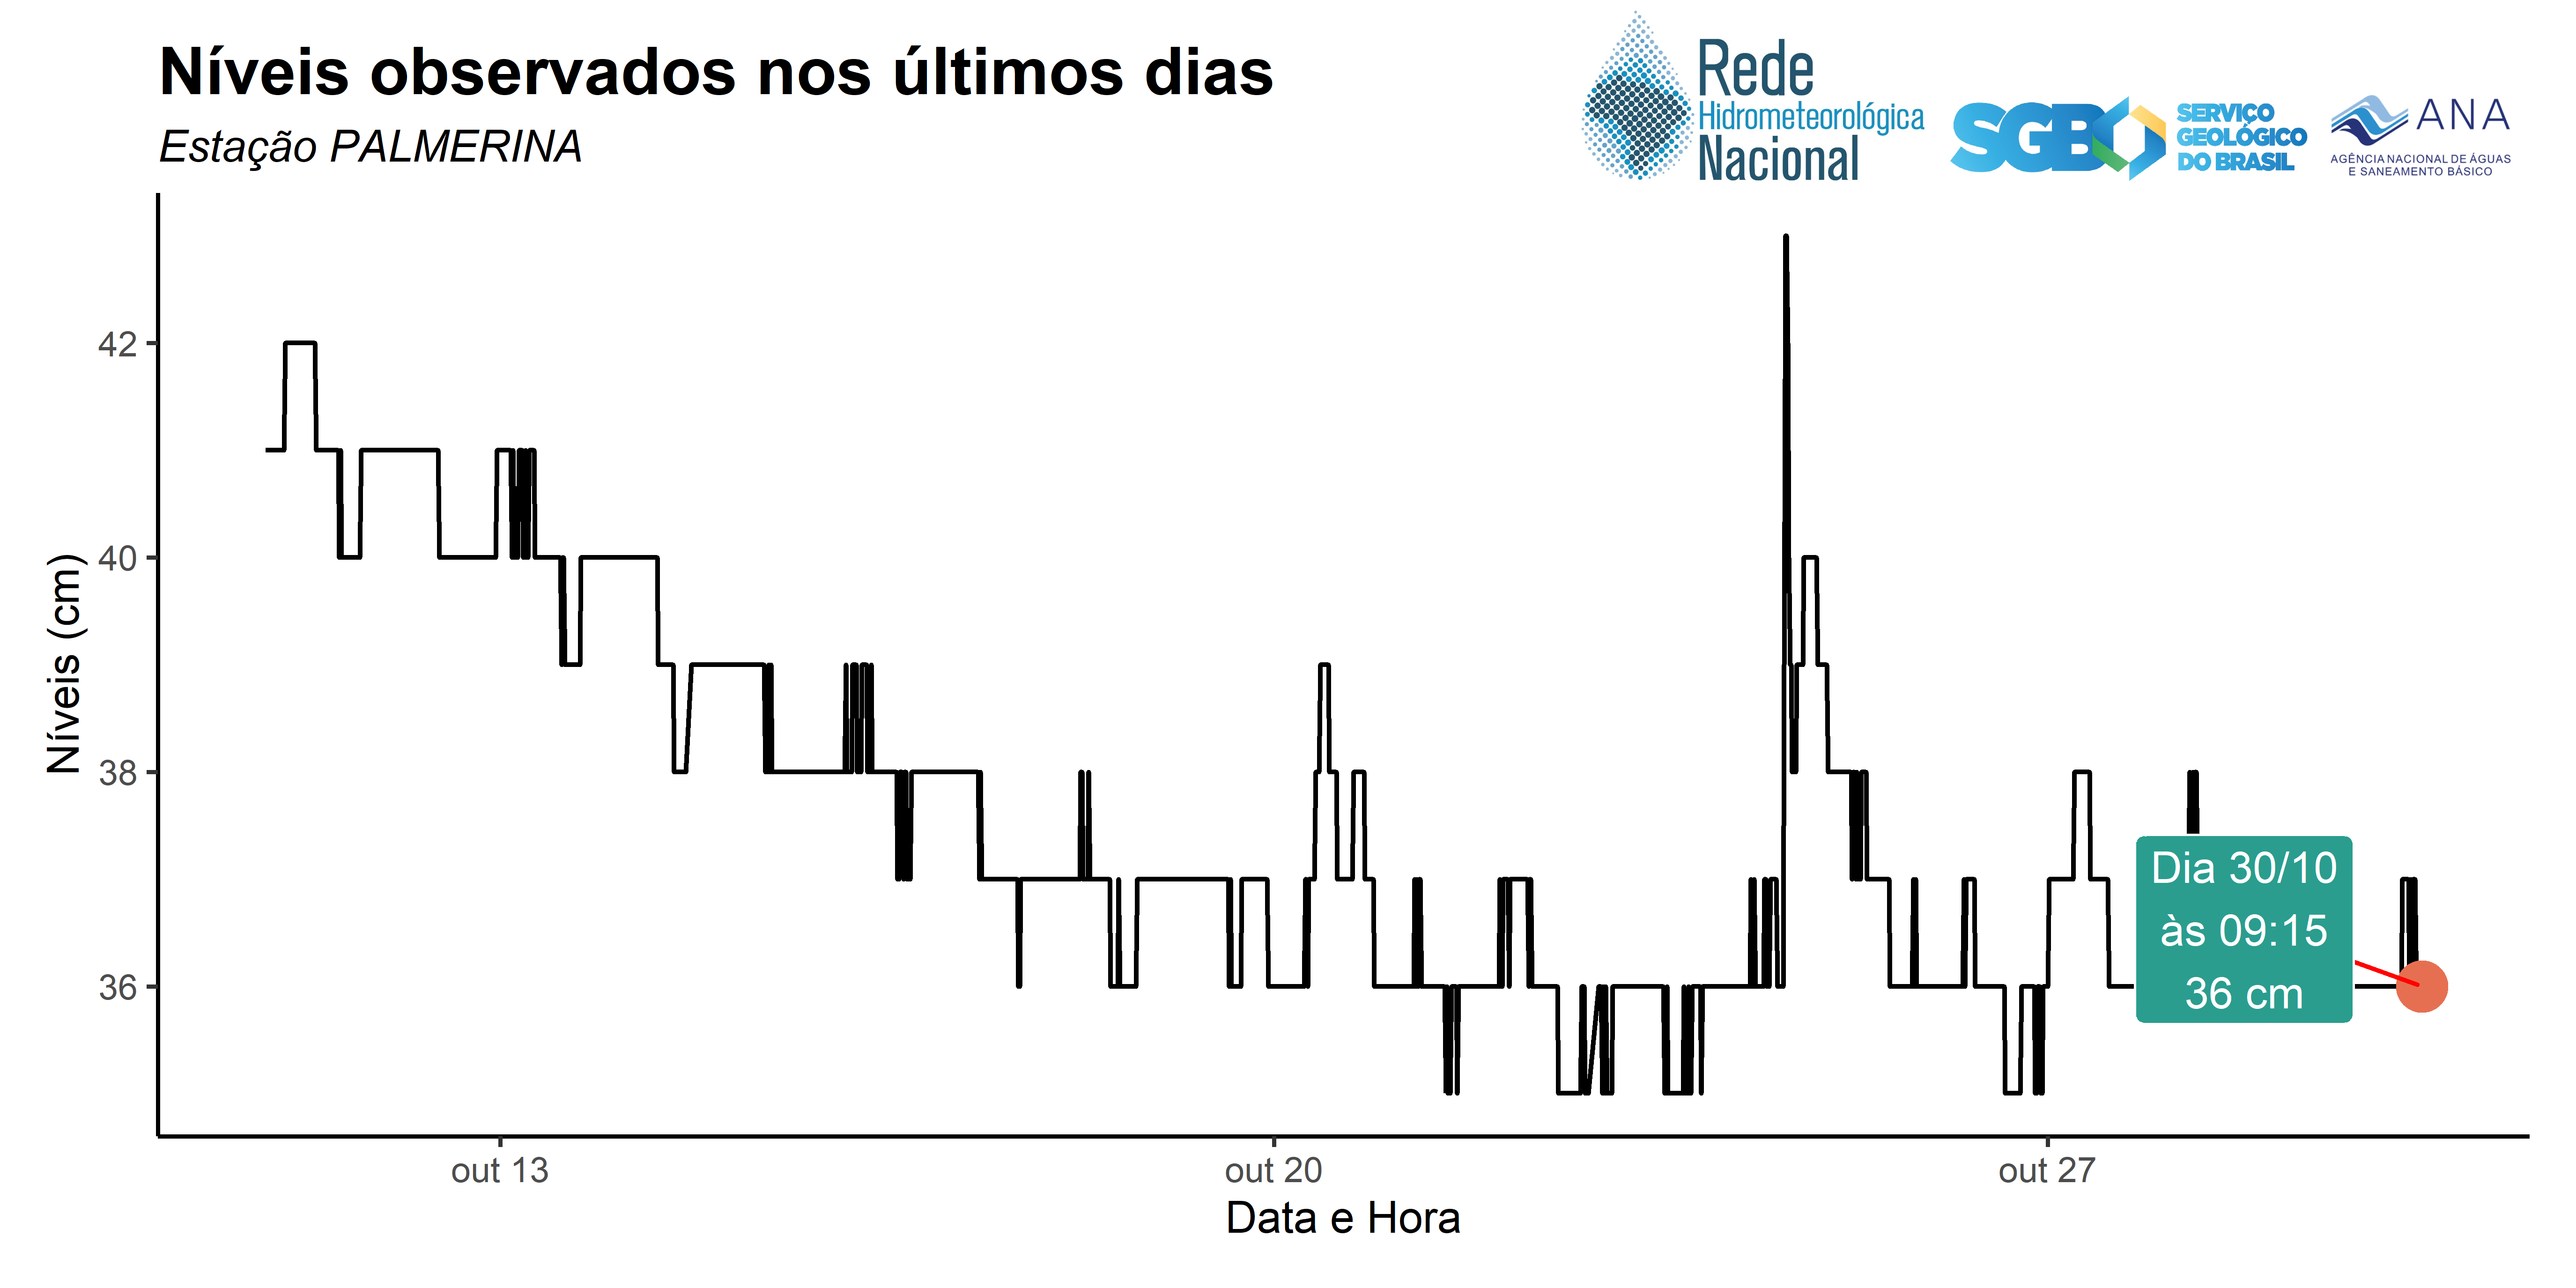 Níveis observados nos últimos dias
Estação PALMERINA
Rede
Hidrometeorológica
Nacional
SGB
SERVIÇO
GEOLÓGICO
DO BRASIL
ANA
AGÊNCIA NACIONAL DE ÁGUAS
E SANEAMENTO BÁSICO
Níveis (cm)
42
40
38
36
Dia 30/10
às 09:15
36 cm
out 13
out 20
out 27
Data e Hora